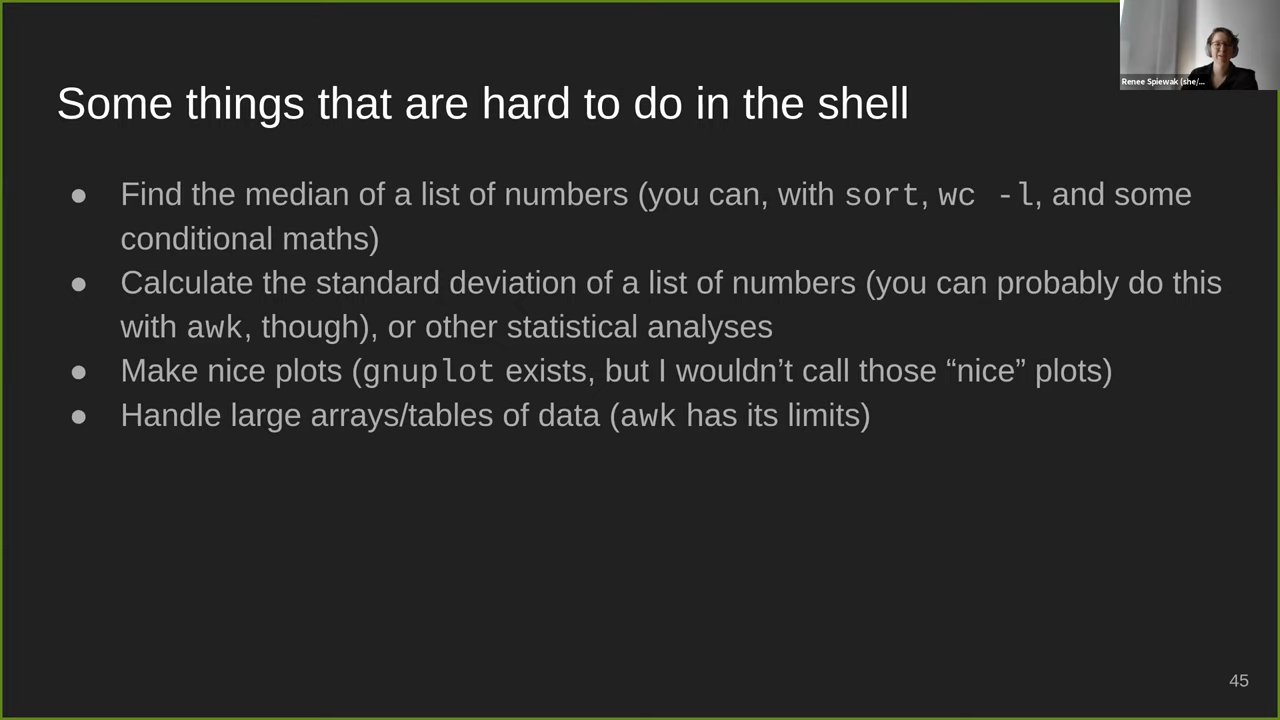 Renee Spiewak (she/...
Some things that are hard to do in the shell
● Find the median of a list of numbers (you can, with sort, wc -l, and some
conditional maths)
● Calculate the standard deviation of a list of numbers (you can probably do this
with awk, though), or other statistical analyses
● Make nice plots (gnuplot exists, but I wouldn’t call those “nice” plots)
● Handle large arrays/tables of data (awk has its limits)
45